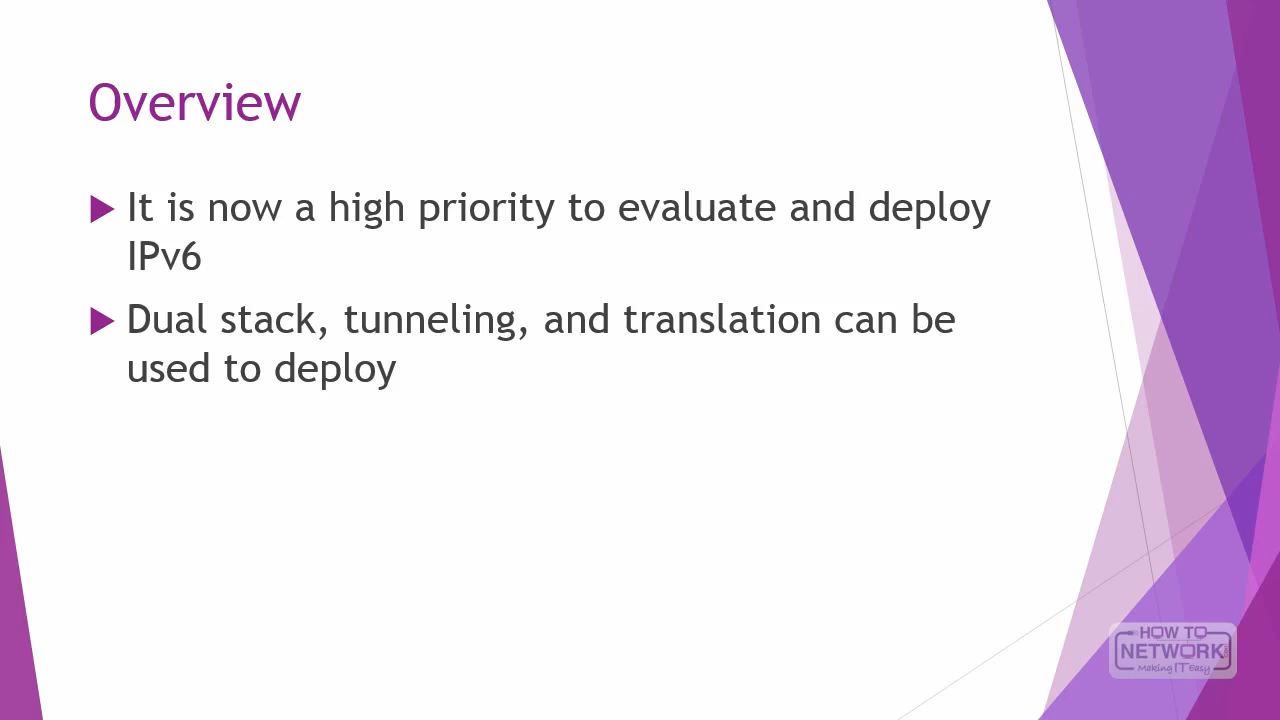 Overview
It is now a high priority to evaluate and deploy
IPv6
Dual stack, tunneling, and translation can be
used to deploy
HOW TO
NETWORK
Making IT Easy